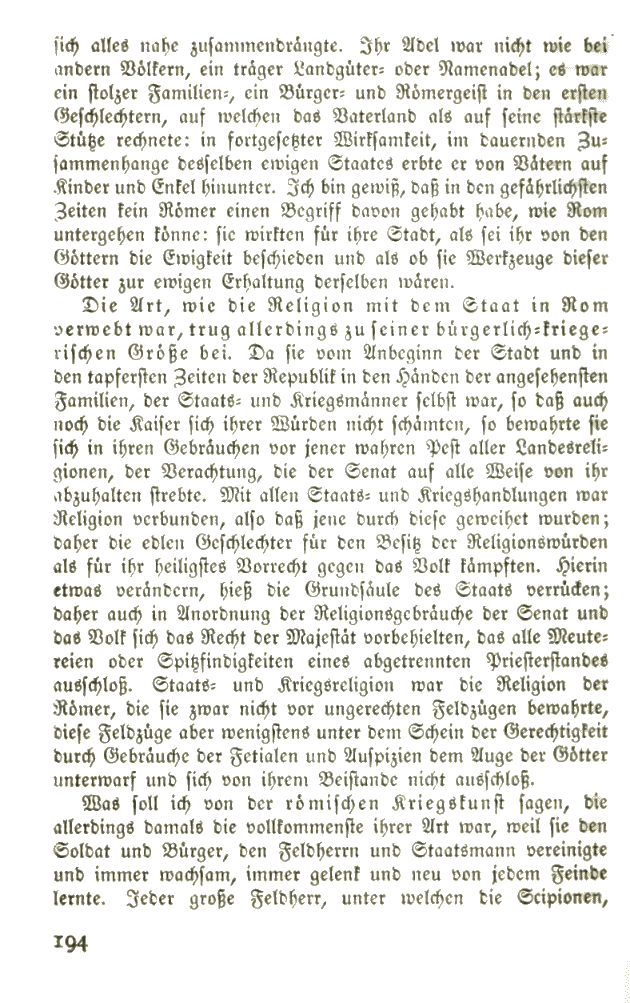 sich alles nahe zusammendrängte. Ihr Adel war nicht wie bei
andern Völkern, ein träger Landgüter- oder Namenadel; es war
ein stolzer Familien-, ein Bürger- und Römergeist in den ersten
Geschlechtern, auf welchen das Vaterland als auf seine stärkste
Stütze rechnete: in fortgesetzter Wirksamkeit, im dauernden Zu-
sammenhange desselben ewigen Staates erbte er von Vätern auf
Kinder und Enkel hinunter. Ich bin gewiß, daß in den gefährlichsten
Zeiten kein Römer einen Begriff davon gehabt habe, wie Rom
untergehen könne: sie wirkten für ihre Stadt, als sei ihr von den
Göttern die Ewigkeit beschieden und als ob sie Werkzeuge dieser
Götter zur ewigen Erhaltung derselben wären.
Die Art, wie die Religion mit dem Staat in Rom
verwebt war, trug allerdings zu seiner bürgerlich-kriege-
rischen Größe bei. Da sie vom Anbeginn der Stadt und in
den tapfersten Zeiten der Republik in den Händen der angesehensten
Familien, der Staats- und Kriegsmänner selbst war, so daß auch
noch die Kaiser sich ihrer Würden nicht schämten, so bewahrte sie
sich in ihren Gebräuchen vor jener wahren Pest aller Landesreli-
gionen, der Verachtung, die der Senat auf alle Weise von ihr
abzuhalten strebte. Mit allen Staats- und Kriegshandlungen war
Religion verbunden, also daß jene durch diese geweihet wurden;
daher die edlen Geschlechter für den Besitz der Religionswürden
als für ihr heiligstes Vorrecht gegen das Volk kämpften. Hierin
etwas verändern, hieß die Grundsäule des Staats verrücken;
daher auch in Anordnung der Religionsgebräuche der Senat und
das Volk sich das Recht der Majestät vorbehielten, das alle Meute-
reien oder Spitzfindigkeiten eines abgetrennten Priesterstandes
ausschloß. Staats- und Kriegsreligion war die Religion der
Römer, die sie zwar nicht vor ungerechten Feldzügen bewahrte,
diese Feldzüge aber wenigstens unter dem Schein der Gerechtigkeit
durch Gebräuche der Fetialen und Auspizien dem Auge der Götter
unterwarf und sich von ihrem Beistande nicht ausschloß.
Was soll ich von der römischen Kriegskunst sagen, die
allerdings damals die vollkommenste ihrer Art war, weil sie den
Soldat und Bürger, den Feldherrn und Staatsmann vereinigte
und immer wachsam, immer gelenk und neu von jedem Feinde
lernte. Jeder große Feldherr, unter welchen die Scipionen,
194